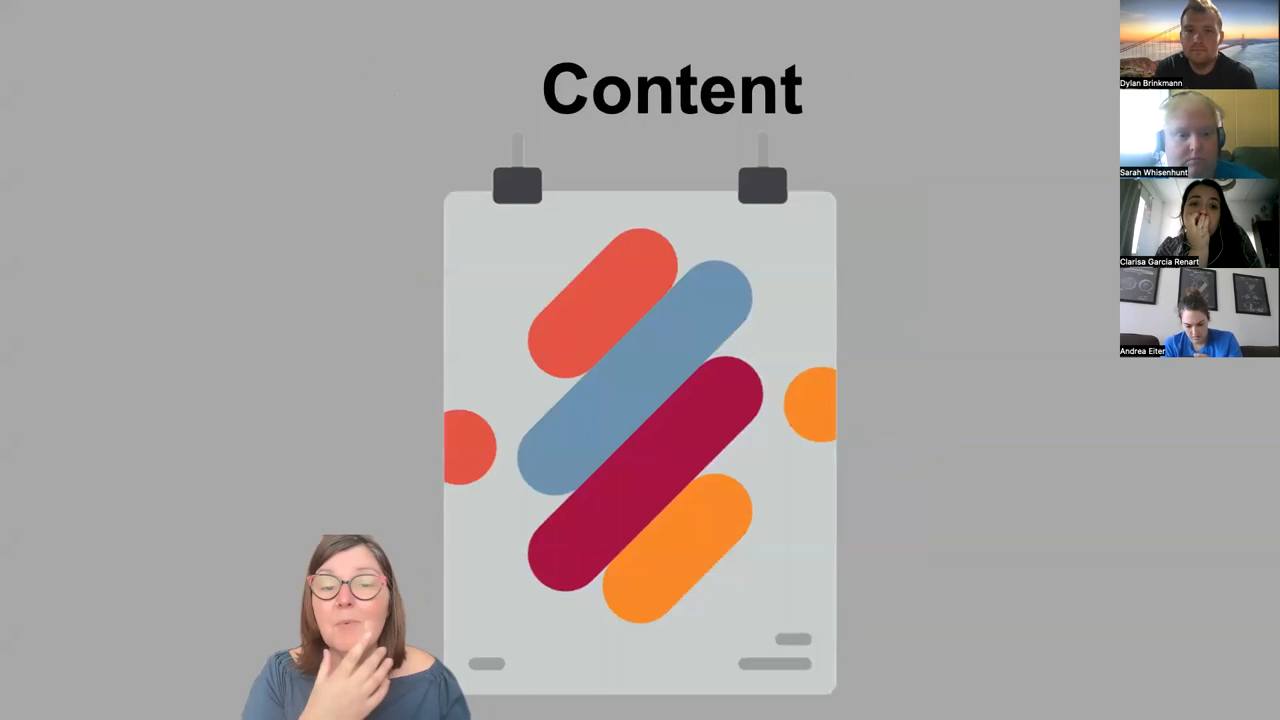 Content
Dylan Brinkmann
Sarah Whisenhunt
Clarisa Garcia Renart
Andrea Eiter